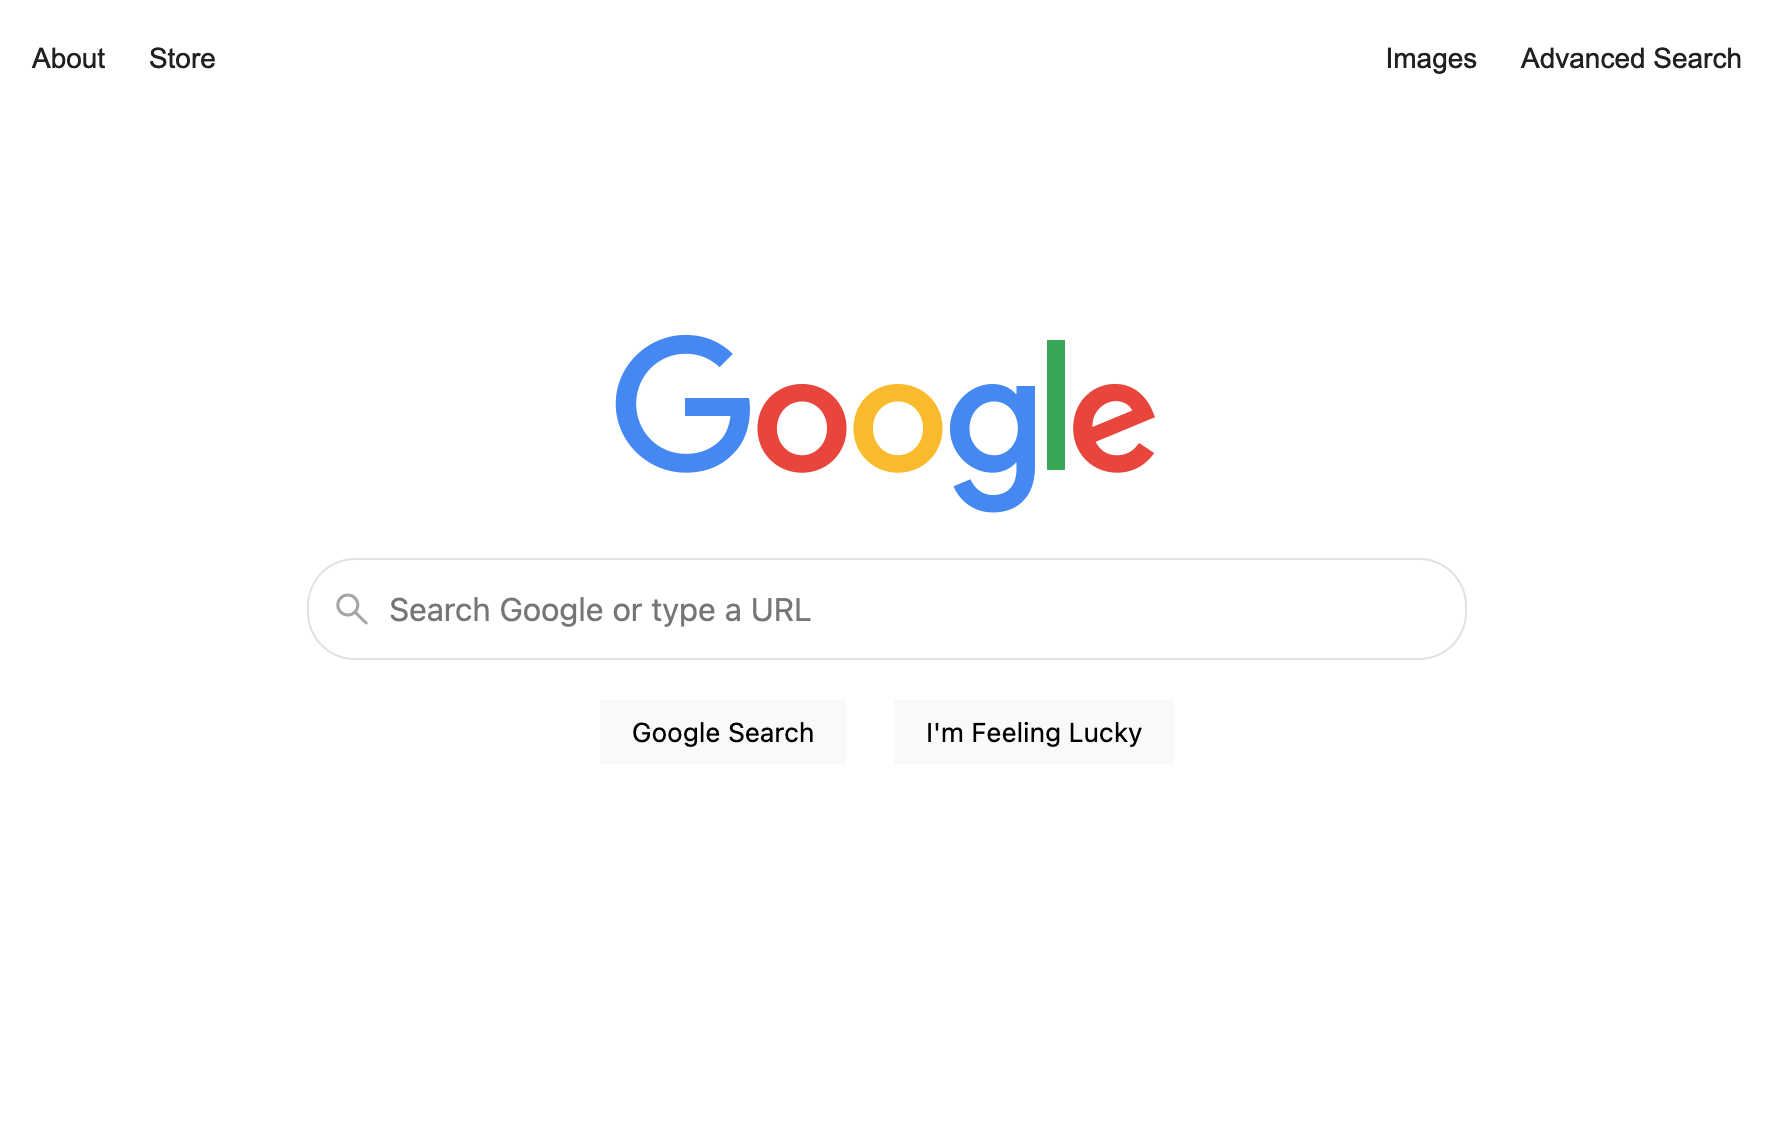 About Store Images Advanced Search
Google
Search Google or type a URL
Google Search I'm Feeling Lucky